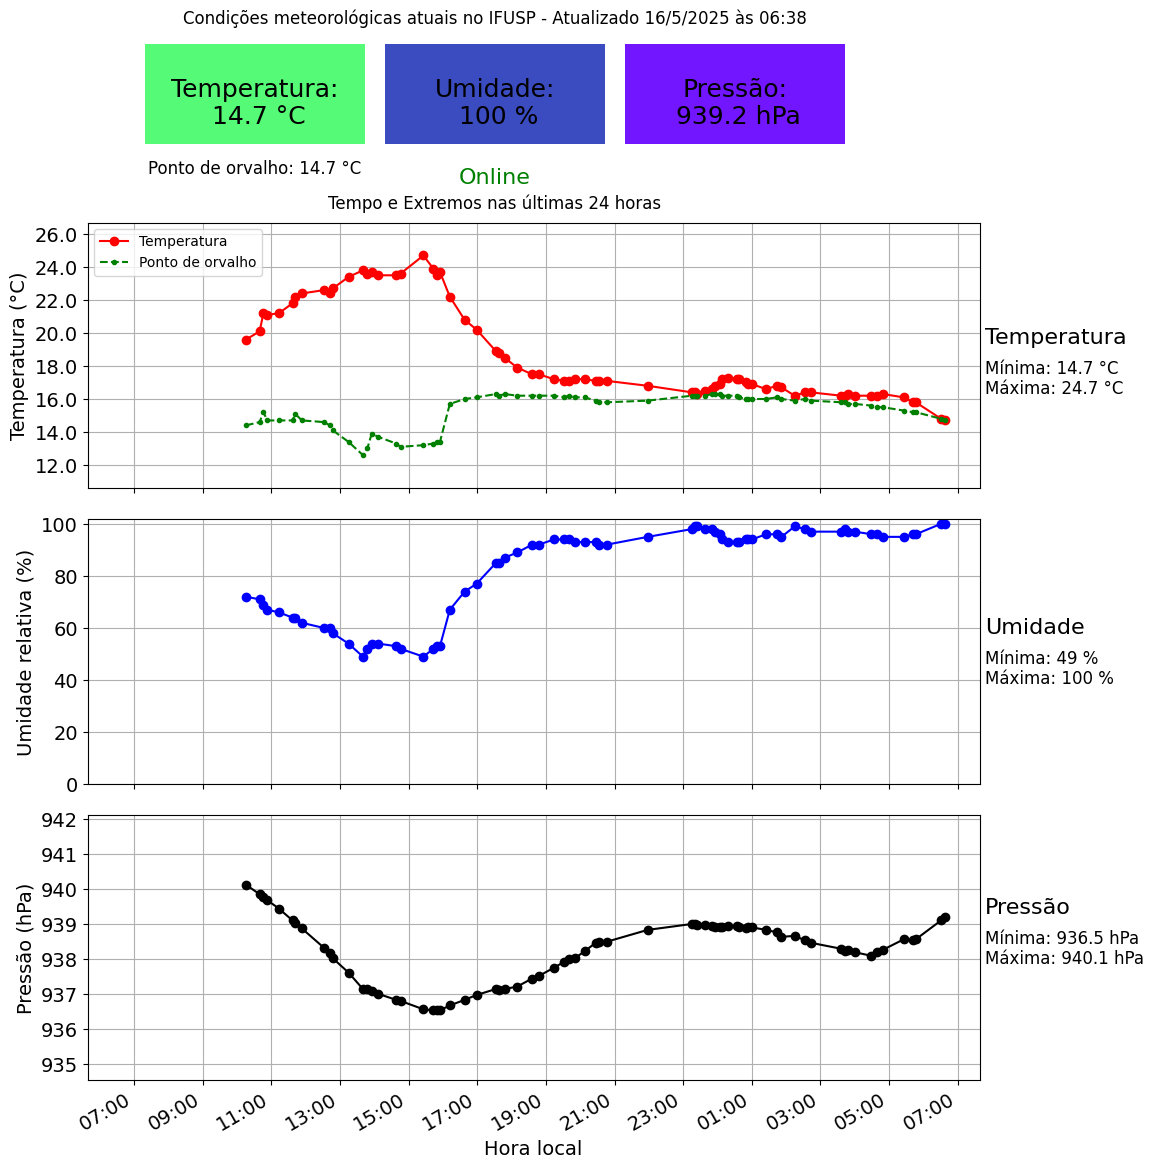 Condições meteorológicas atuais no IFUSP - Atualizado 16/5/2025 às 06:38
Temperatura:
14.7 °C
Umidade:
100 %
Pressão:
939.2 hPa
Ponto de orvalho: 14.7 °C
Online
Tempo e Extremos nas últimas 24 horas
Temperatura (°C)
26.0
24.0
22.0
20.0
18.0
16.0
14.0
12.0
Temperatura
Ponto de orvalho
Temperatura
Mínima: 14.7 °C
Máxima: 24.7 °C
Umidade relativa (%)
100
80
60
40
20
0
Umidade
Mínima: 49 %
Máxima: 100 %
Pressão (hPa)
942
941
940
939
938
937
936
935
Pressão
Mínima: 936.5 hPa
Máxima: 940.1 hPa
07:00 09:00 11:00 13:00 15:00 17:00 19:00 21:00 23:00 01:00 03:00 05:00 07:00
Hora local